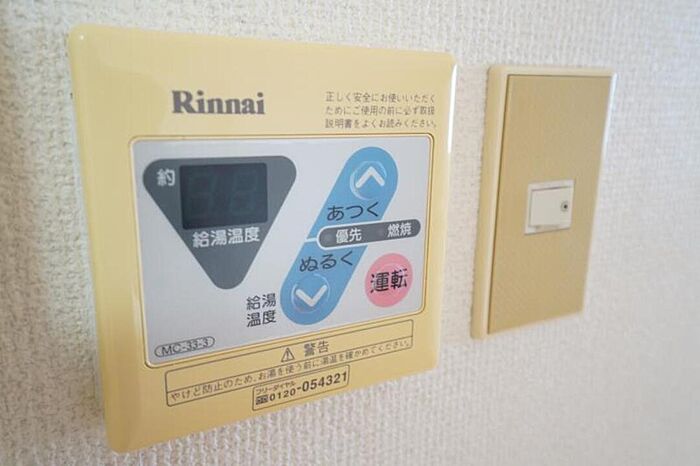 Rinnai
正しく安全にお使いいただく
ためにご使用の前に必ず取扱
説明書をよくお読みください。
約
給湯温度
あつく
優先 燃焼
ぬるく
給湯
温度
運転
MC-33-3
⚠ 警告
やけど防止のため、お湯を使う前に湯温を確かめてください。
フリーダイヤル
0120-054321